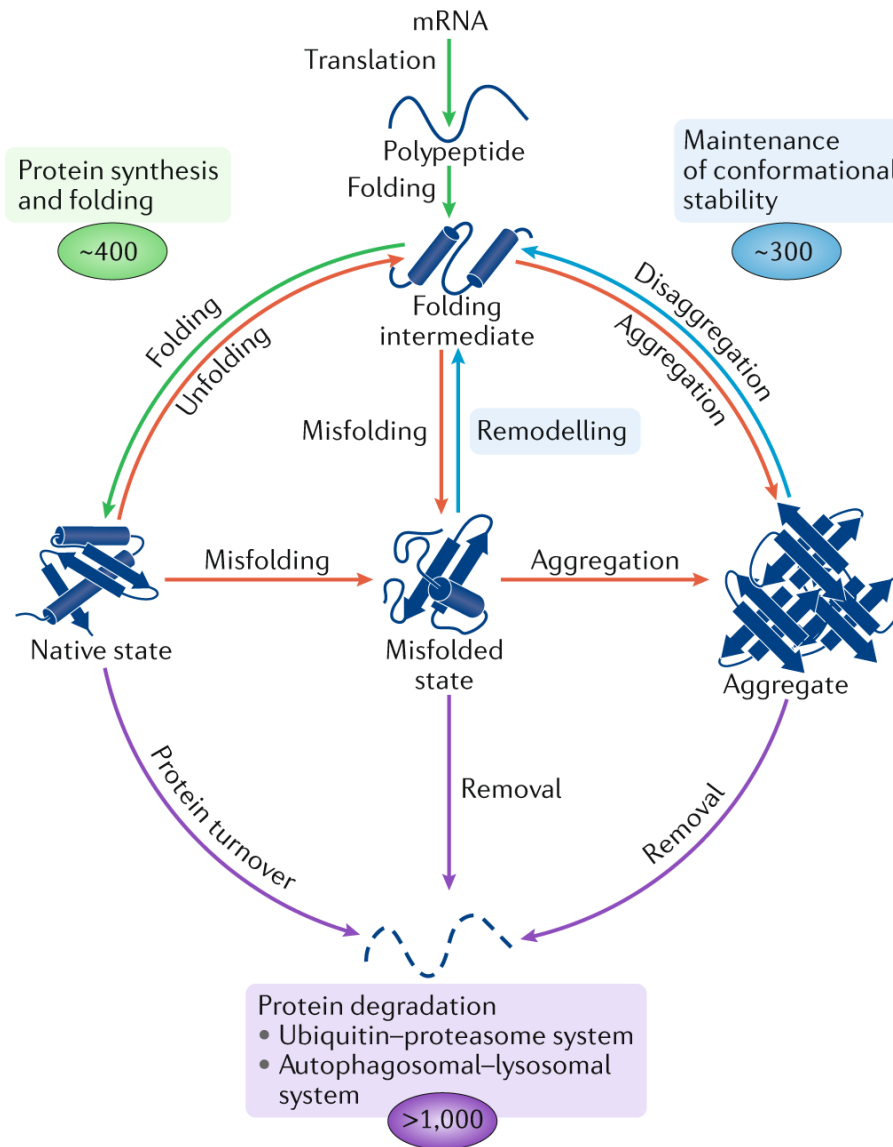 mRNA
Translation
Polypeptide
Folding
Protein synthesis
and folding
~400
Maintenance
of conformational
stability
~300
Folding
intermediate
Folding
Unfolding
Disaggregation
Aggregation
Misfolding
Remodelling
Misfolding
Aggregation
Native state
Misfolded
state
Aggregate
Protein turnover
Removal
Removal
Protein degradation
• Ubiquitin–proteasome system
• Autophagosomal–lysosomal
system
>1,000